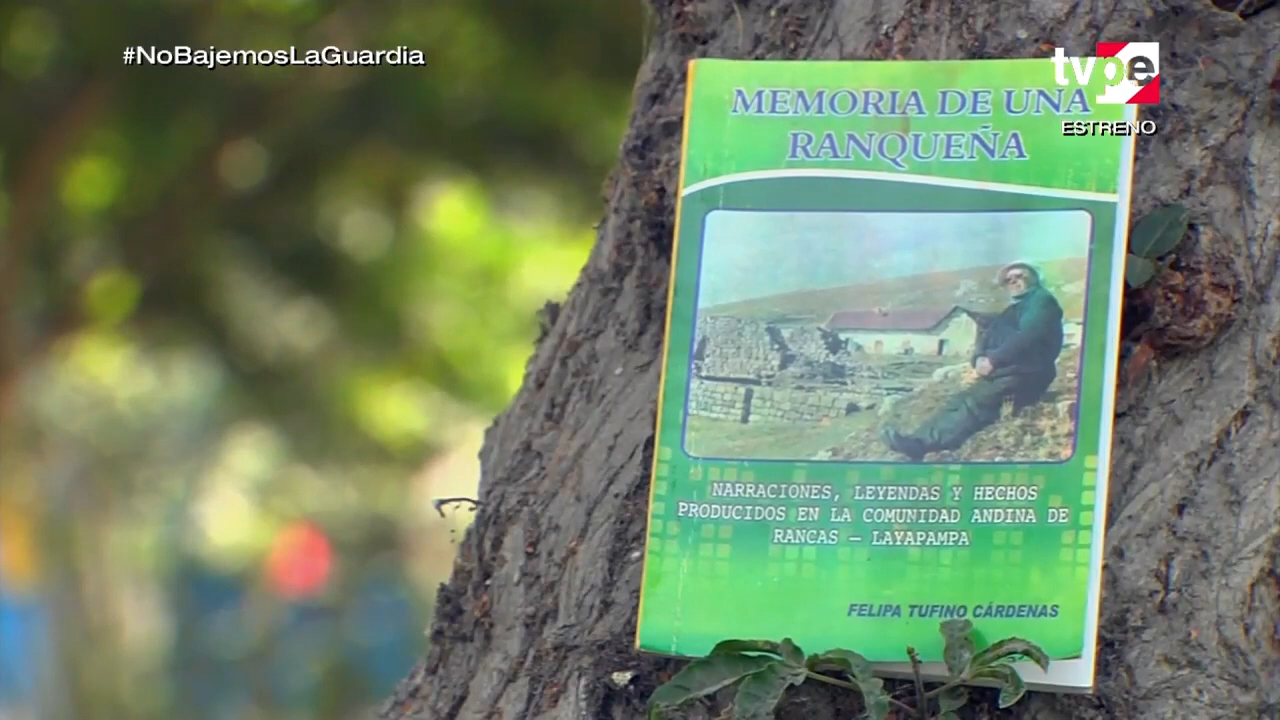 #NoBajemosLaGuardia
tvpe
ESTRENO
MEMORIA DE UNA
RANQUEÑA
NARRACIONES, LEYENDAS Y HECHOS
PRODUCIDOS EN LA COMUNIDAD ANDINA DE
RANCAS – LAYAPAMPA
FELIPA TUFINO CÁRDENAS